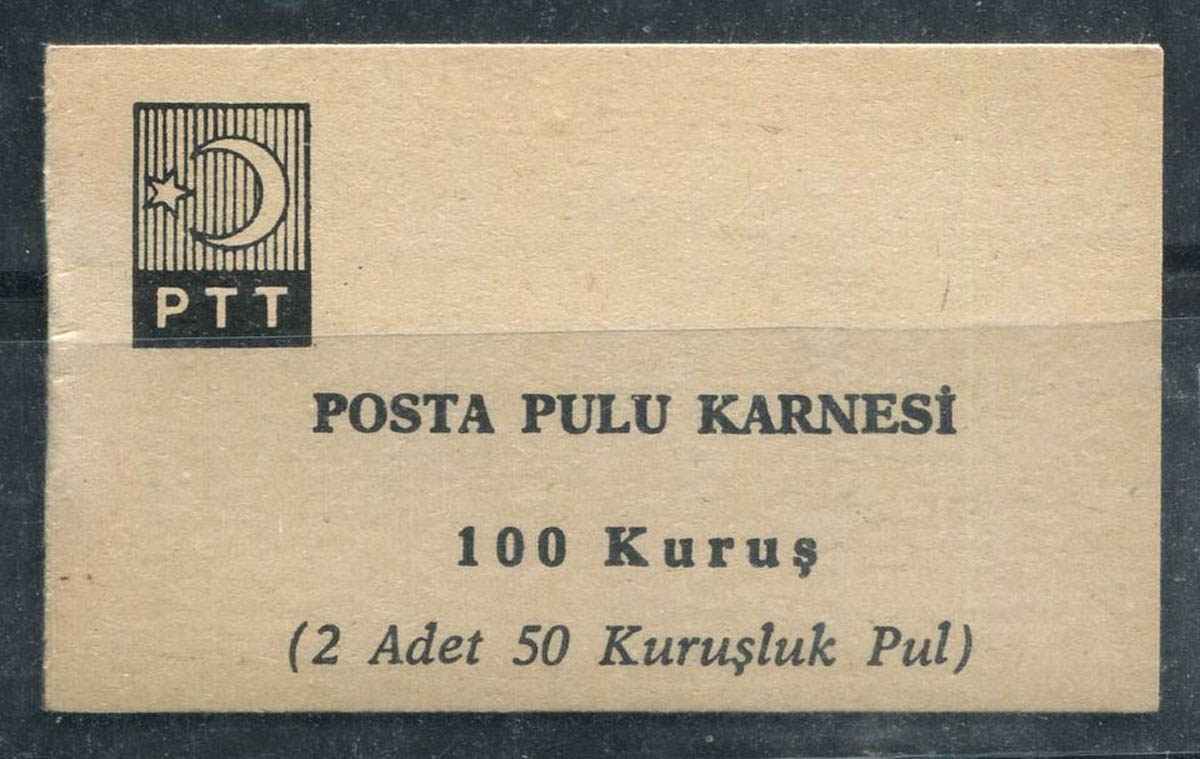 PTT
POSTA PULU KARNESİ
100 Kuruş
(2 Adet 50 Kuruşluk Pul)